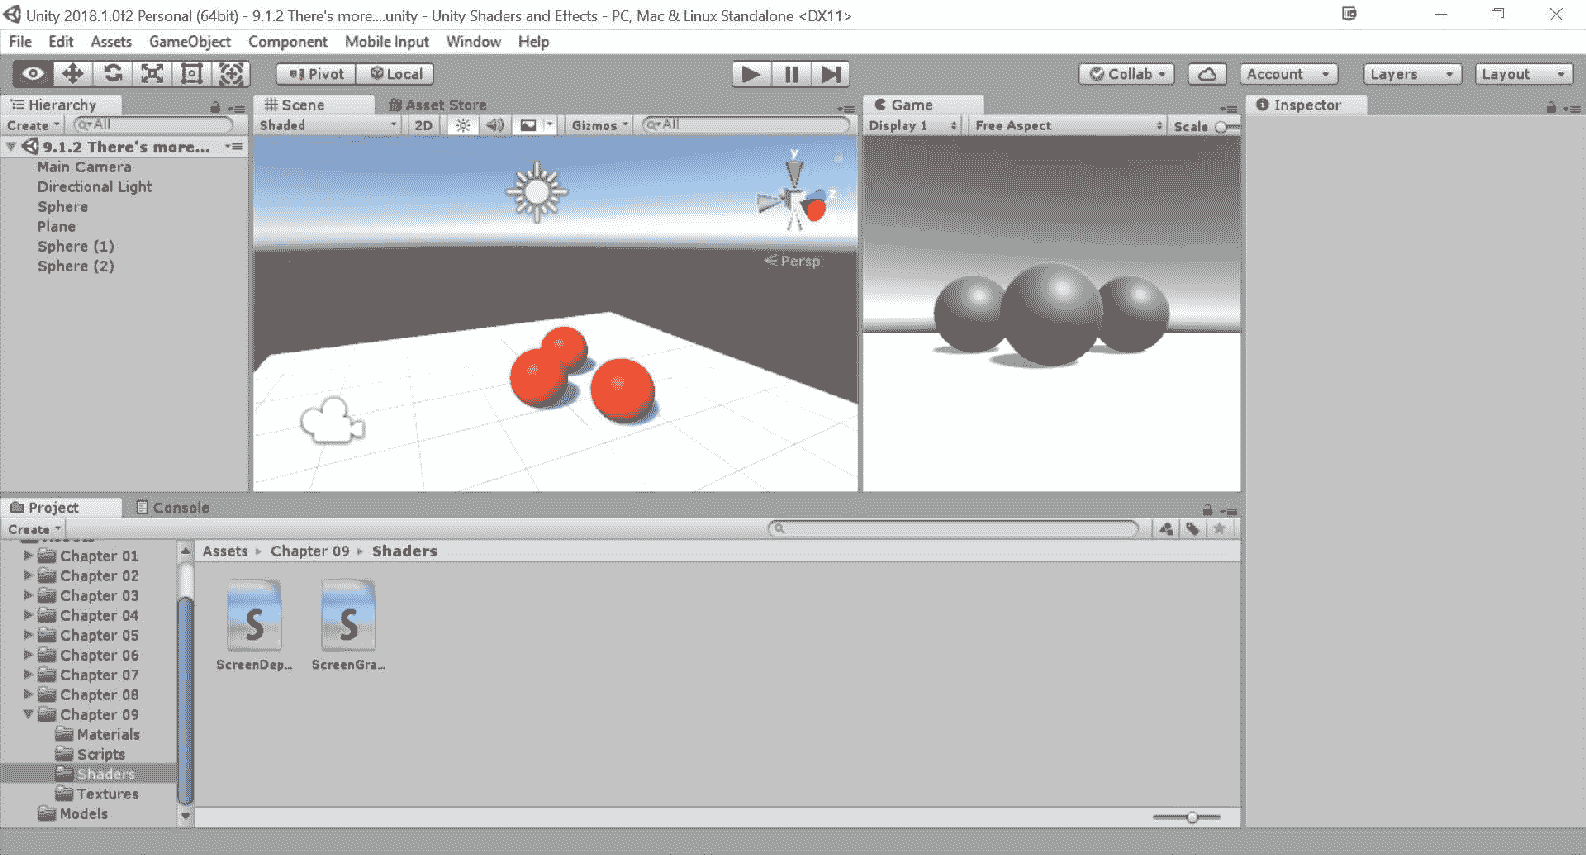 Unity 2018.1.0f2 Personal (64bit) - 9.1.2 There's more....unity - Unity Shaders and Effects - PC, Mac & Linux Standalone <DX11>
File Edit Assets GameObject Component Mobile Input Window Help
Pivot Local Collab Account Layers Layout
Hierarchy Scene Asset Store Game Inspector
Create All Shaded 2D Gizmos All Display 1 Free Aspect Scale
9.1.2 There's more...
Main Camera
Directional Light
Sphere
Plane
Sphere (1)
Sphere (2)
y
z
Persp
Project Console
Create
Assets Chapter 09 Shaders
Chapter 01
Chapter 02
Chapter 03
Chapter 04
Chapter 05
Chapter 06
Chapter 07
Chapter 08
Chapter 09
Materials
Scripts
Shaders
Textures
Models
S S
ScreenDep... ScreenGra...